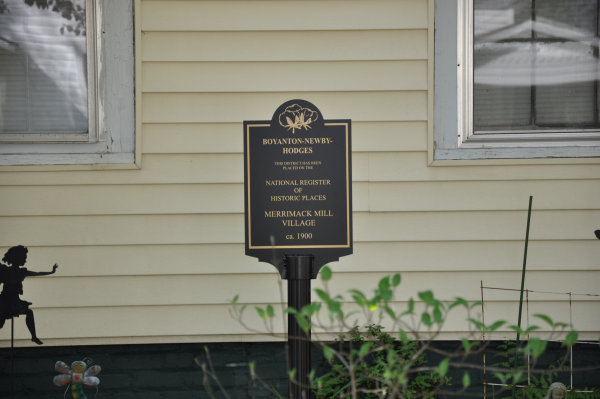 BOYANTON-NEWBY-
HODGES
THIS DISTRICT HAS BEEN
PLACED ON THE
NATIONAL REGISTER
OF
HISTORIC PLACES
MERRIMACK MILL
VILLAGE
ca. 1900